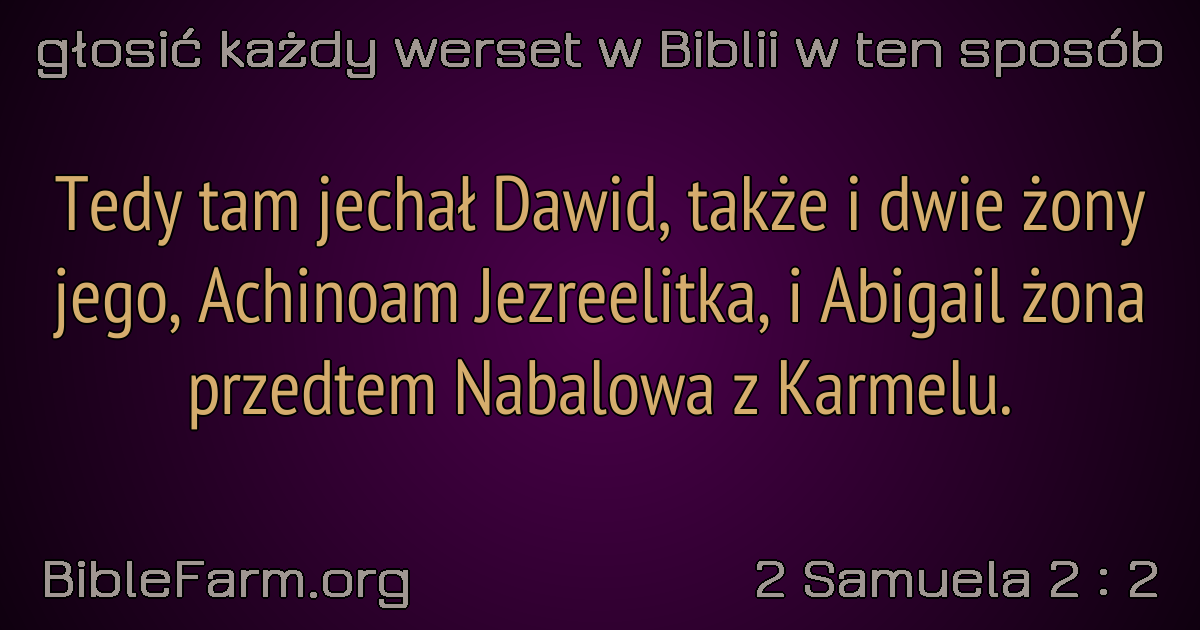 głosić każdy werset w Biblii w ten sposób
Tedy tam jechał Dawid, także i dwie żony
jego, Achinoam Jezreelitka, i Abigail żona
przedtem Nabalowa z Karmelu.
BibleFarm.org
2 Samuela 2 : 2